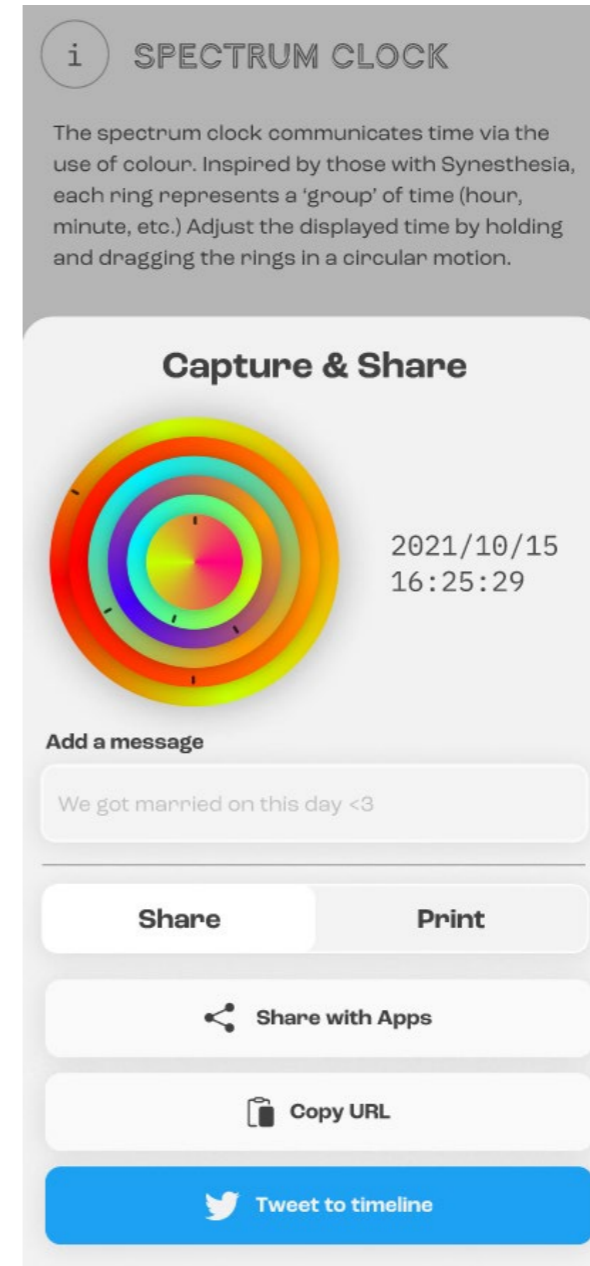 i SPECTRUM CLOCK
The spectrum clock communicates time via the
use of colour. Inspired by those with Synesthesia,
each ring represents a ‘group’ of time (hour,
minute, etc.) Adjust the displayed time by holding
and dragging the rings in a circular motion.
Capture & Share
2021/10/15
16:25:29
Add a message
We got married on this day <3
Share Print
Share with Apps
Copy URL
Tweet to timeline